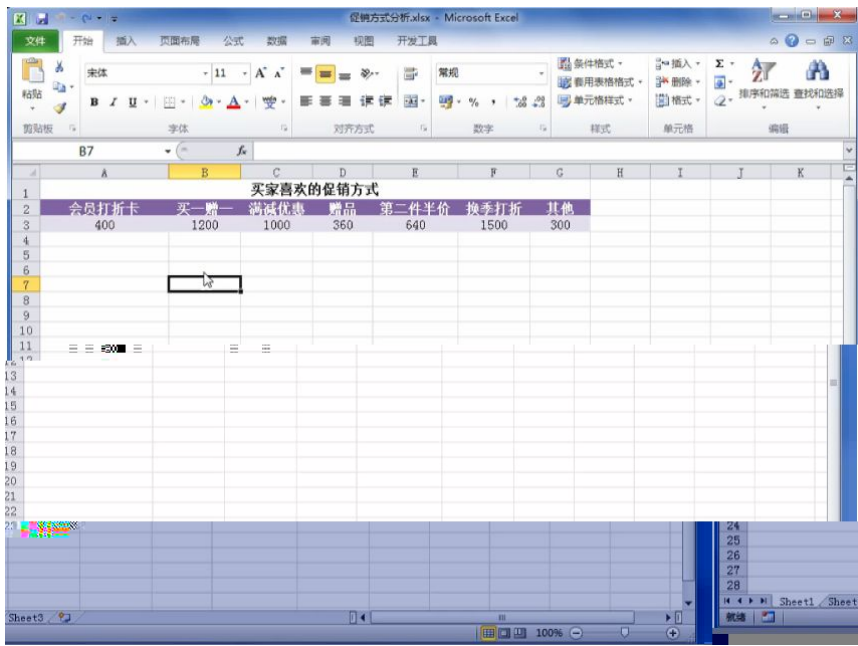 促销方式分析.xlsx - Microsoft Excel
文件 开始 插入 页面布局 公式 数据 审阅 视图 开发工具
宋体 11 A A 常规 条件格式 插入 Σ
粘贴 B I U A % , 套用表格格式 删除 排序和筛选 查找和选择
单元格样式 格式
剪贴板 字体 对齐方式 数字 样式 单元格 编辑
B7 fx
A B C D E F G H I J K
1 买家喜欢的促销方式
2 会员打折卡 买一赠一 满减优惠 赠品 第二件半价 换季打折 其他
3 400 1200 1000 360 640 1500 300
4
5
6
7
8
9
10
11
13
14
15
16
17
18
19
20
21
22
24
25
26
27
28
Sheet1 Sheet
Sheet3
就绪
100%